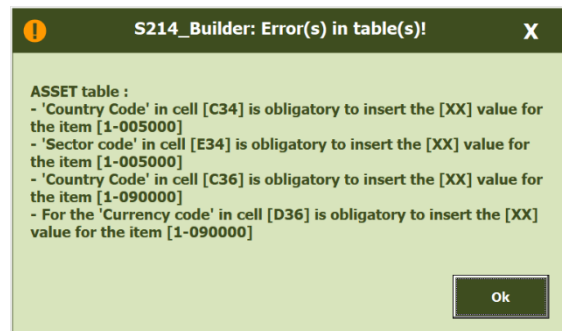 S214_Builder: Error(s) in table(s)!
X
ASSET table :
- 'Country Code' in cell [C34] is obligatory to insert the [XX] value for
the item [1-005000]
- 'Sector code' in cell [E34] is obligatory to insert the [XX] value for
the item [1-005000]
- 'Country Code' in cell [C36] is obligatory to insert the [XX] value for
the item [1-090000]
- For the 'Currency code' in cell [D36] is obligatory to insert the [XX]
value for the item [1-090000]
Ok